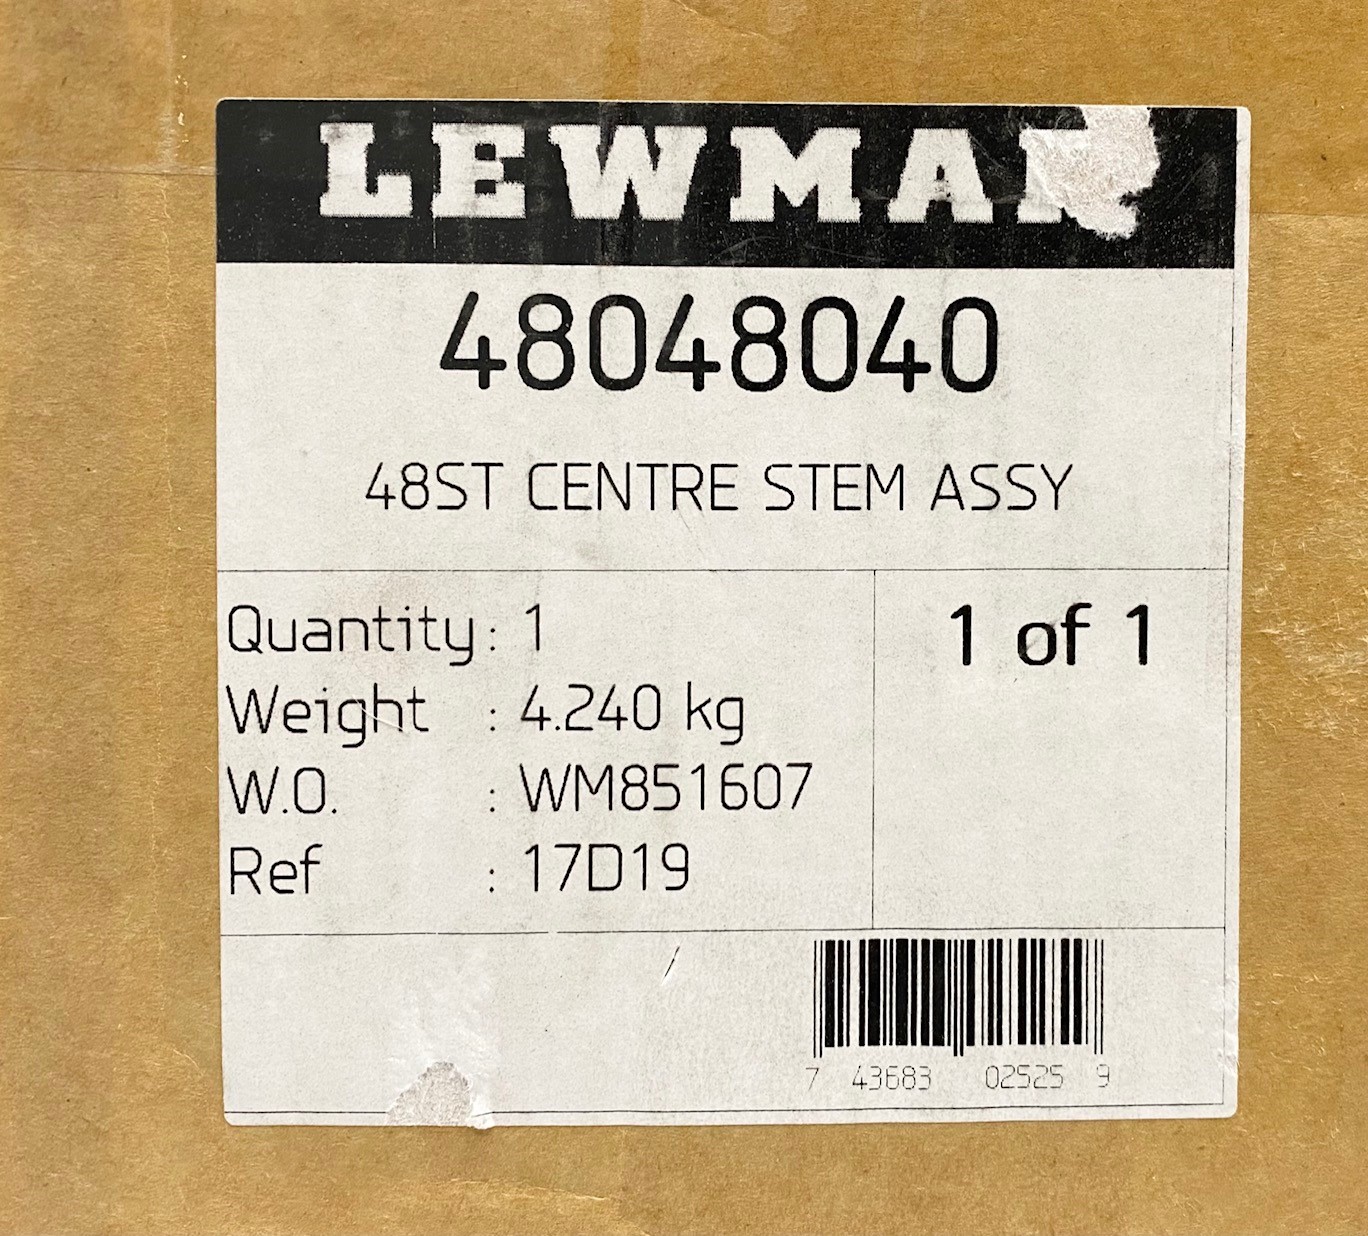 LEWMAR
48048040
48ST CENTRE STEM ASSY
Quantity : 1
1 of 1
Weight : 4.240 kg
W.O. : WM851607
Ref : 17D19
7 43683 02525 9